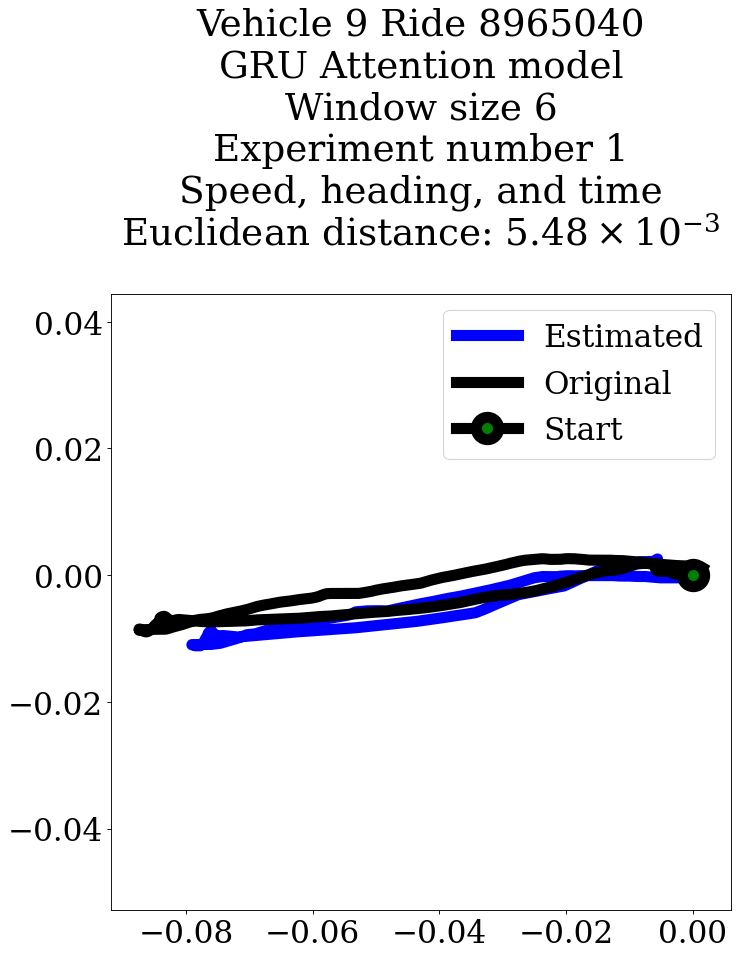 Vehicle 9 Ride 8965040
GRU Attention model
Window size 6
Experiment number 1
Speed, heading, and time
Euclidean distance: 5.48 × 10⁻³
Estimated
Original
Start
0.04
0.02
0.00
−0.02
−0.04
−0.08
−0.06
−0.04
−0.02
0.00